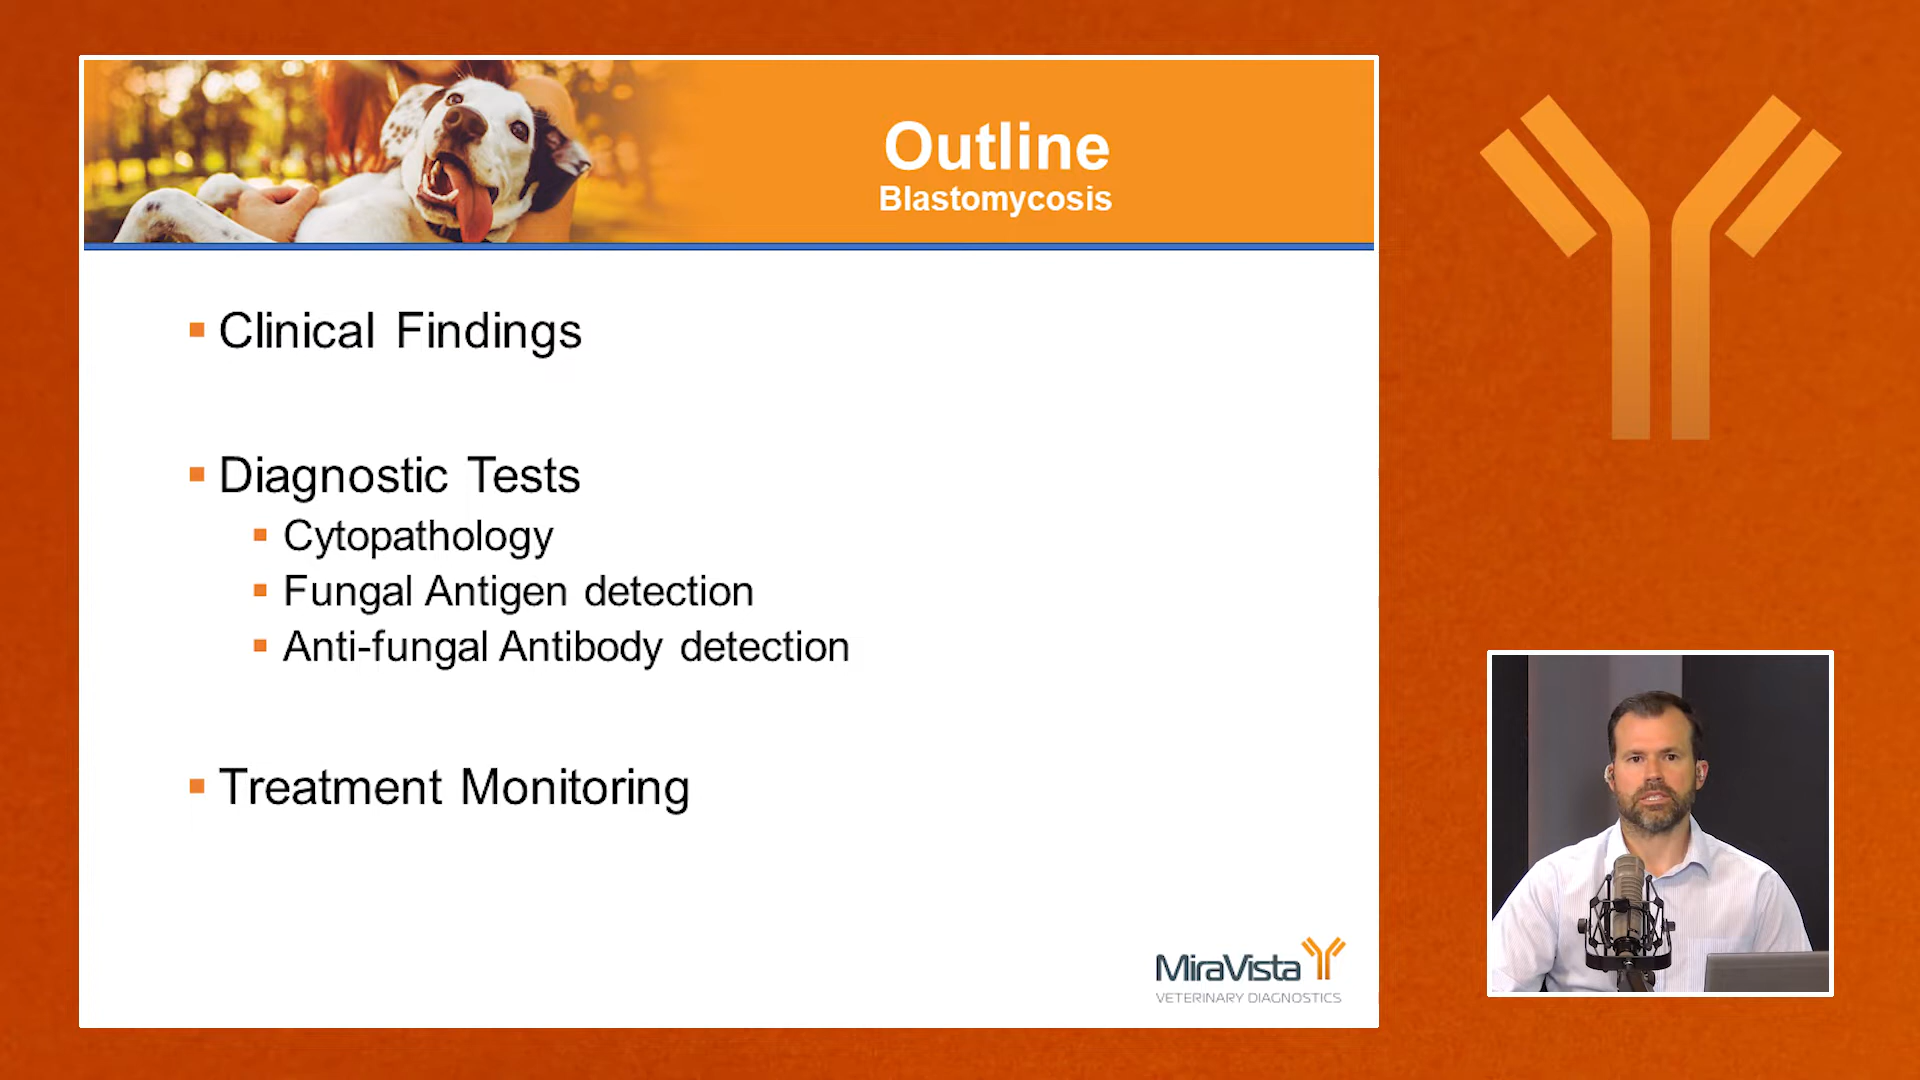 Outline
Blastomycosis
Clinical Findings
Diagnostic Tests
Cytopathology
Fungal Antigen detection
Anti-fungal Antibody detection
Treatment Monitoring
MiraVista
VETERINARY DIAGNOSTICS